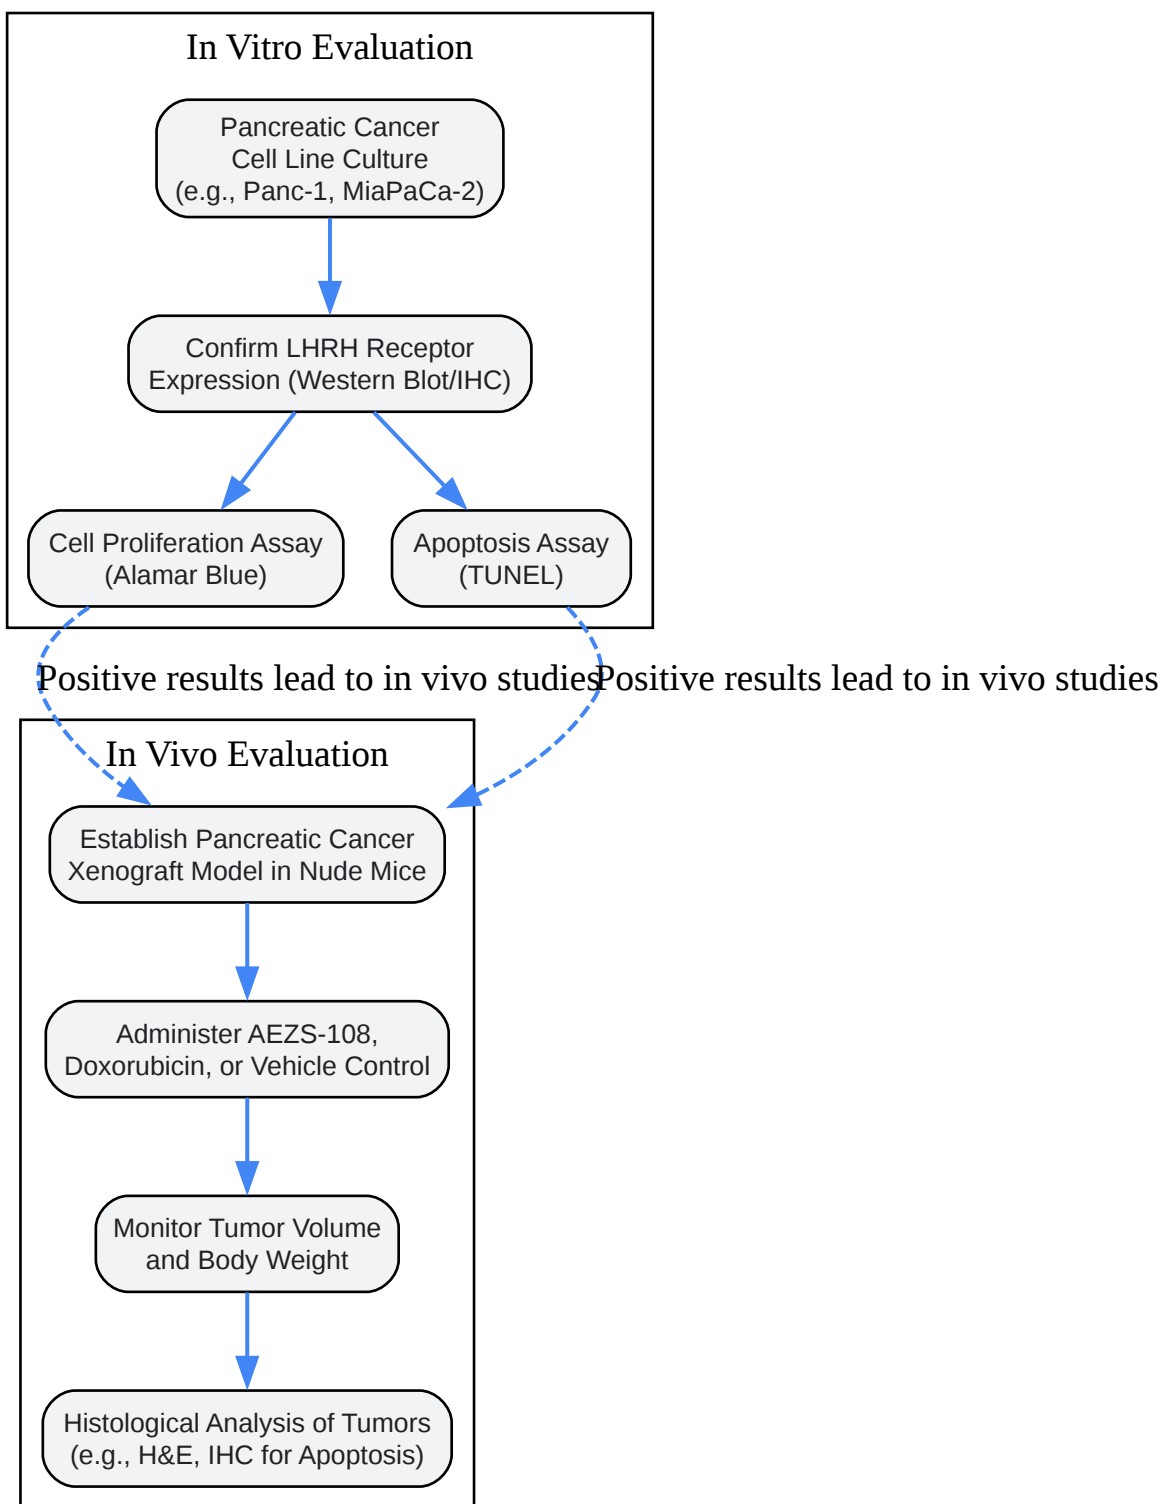 In Vitro Evaluation
Pancreatic Cancer
Cell Line Culture
(e.g., Panc-1, MiaPaCa-2)
Confirm LHRH Receptor
Expression (Western Blot/IHC)
Cell Proliferation Assay
(Alamar Blue)
Apoptosis Assay
(TUNEL)
Positive results lead to in vivo studies
Positive results lead to in vivo studies
In Vivo Evaluation
Establish Pancreatic Cancer
Xenograft Model in Nude Mice
Administer AEZS-108,
Doxorubicin, or Vehicle Control
Monitor Tumor Volume
and Body Weight
Histological Analysis of Tumors
(e.g., H&E, IHC for Apoptosis)